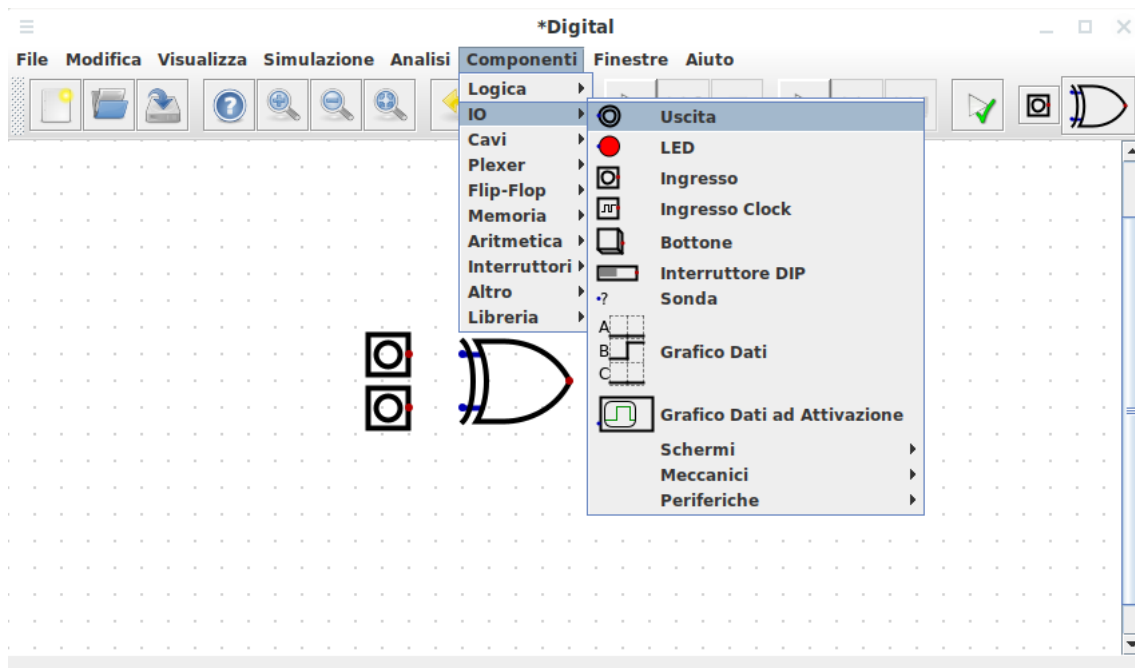 *Digital
File Modifica Visualizza Simulazione Analisi Componenti Finestre Aiuto
Logica
IO
Cavi
Plexer
Flip-Flop
Memoria
Aritmetica
Interruttori
Altro
Libreria
Uscita
LED
Ingresso
Ingresso Clock
Bottone
Interruttore DIP
?
Sonda
A
B
C
Grafico Dati
Grafico Dati ad Attivazione
Schermi
Meccanici
Periferiche